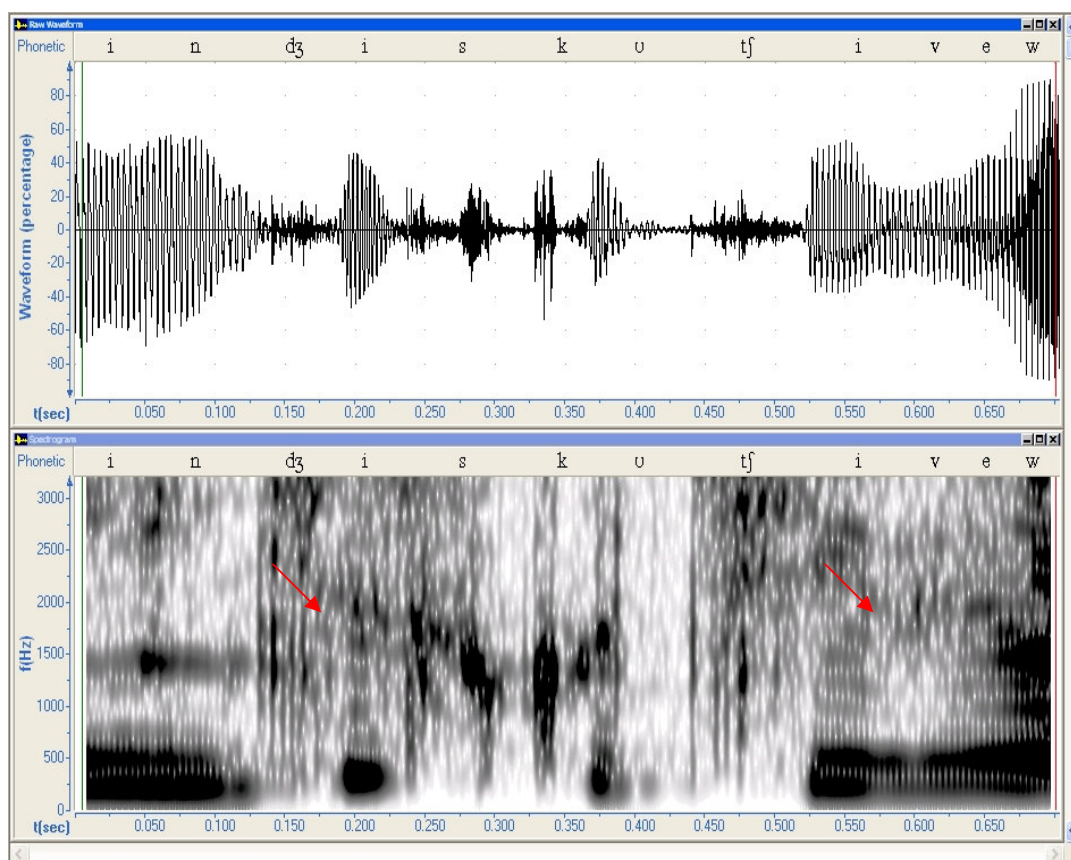 Raw Waveform
Phonetic i n dʒ i s k ʊ tʃ i v e w
Waveform (percentage)
80
60
40
20
0
-20
-40
-60
-80
t(sec) 0.050 0.100 0.150 0.200 0.250 0.300 0.350 0.400 0.450 0.500 0.550 0.600 0.650
Spectrogram
Phonetic i n dʒ i s k ʊ tʃ i v e w
f(Hz)
3000
2500
2000
1500
1000
500
0
t(sec) 0.050 0.100 0.150 0.200 0.250 0.300 0.350 0.400 0.450 0.500 0.550 0.600 0.650